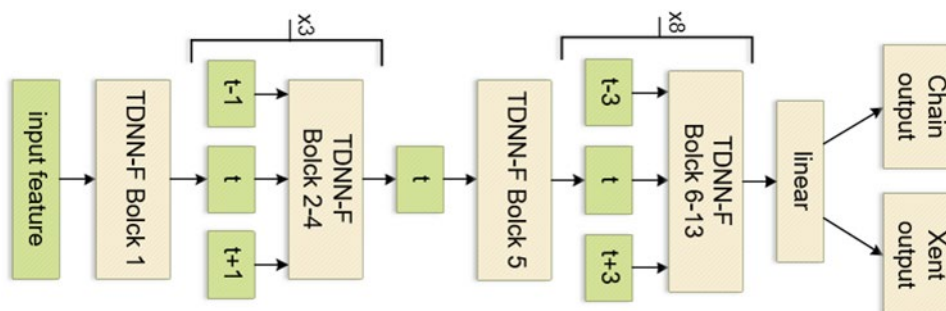 input feature
TDNN-F Bolck 1
x3
t-1
t
t+1
TDNN-F
Bolck 2-4
t
TDNN-F Bolck 5
x8
t-3
t
t+3
TDNN-F
Bolck 6-13
linear
Chain
output
Xent
output